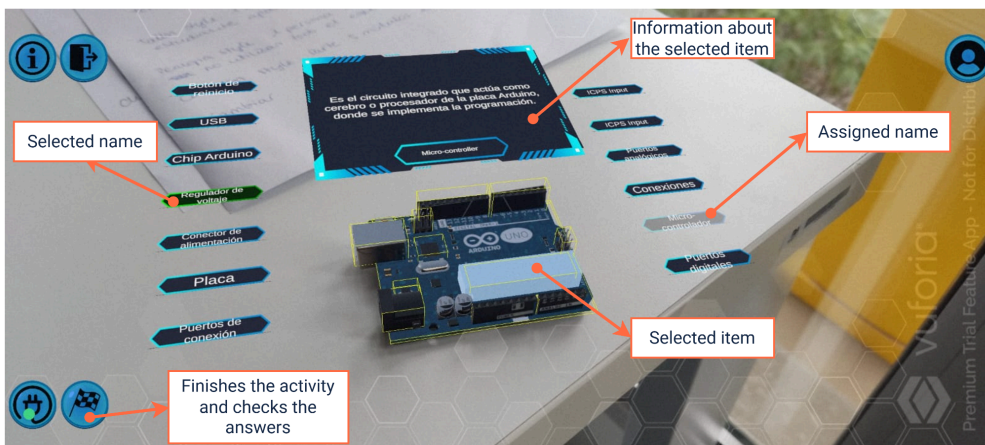 Information about
the selected item
Es el circuito integrado que actúa como
cerebro o procesador de la placa Arduino,
donde se implementa la programación.
Micro-controller
Selected name
Botón de
reinicio
USB
Chip Arduino
Regulador de
voltaje
Conector de
alimentación
Placa
Puertos de
conexión
ICPS Input
ICPS Input
Puertos
analógicos
Conexiones
Micro-
controlador
Puertos
digitales
Assigned name
ARDUINO
UNO
Selected item
Finishes the activity
and checks the
answers
vuforia
Premium Trial Feature App - Not for Distribut